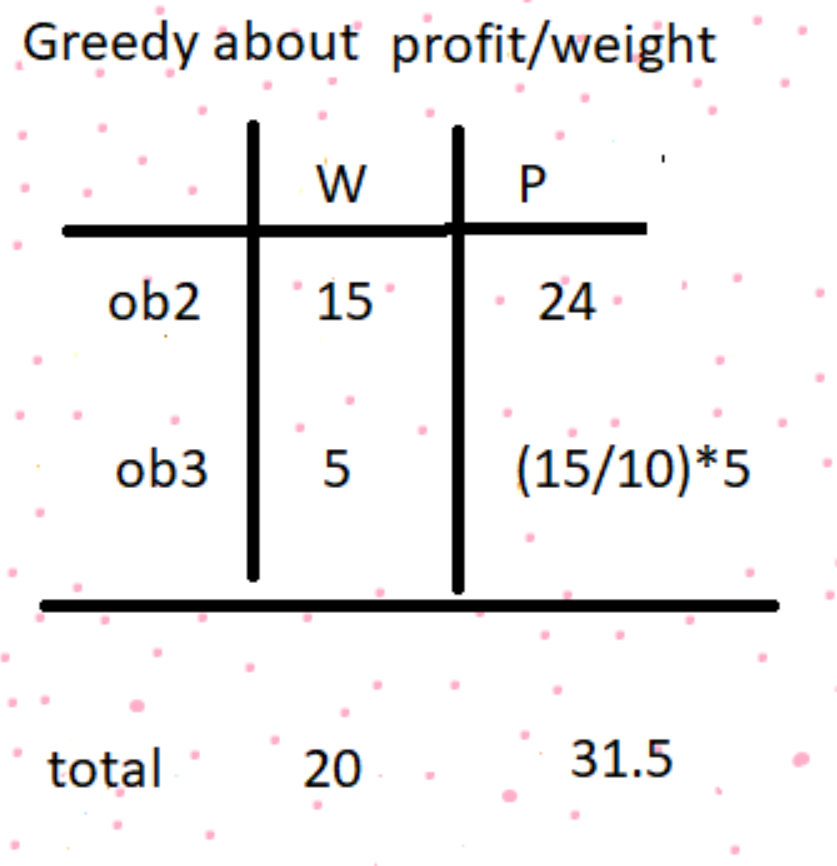 Greedy about profit/weight
W P
ob2 15 24
ob3 5 (15/10)*5
total 20 31.5